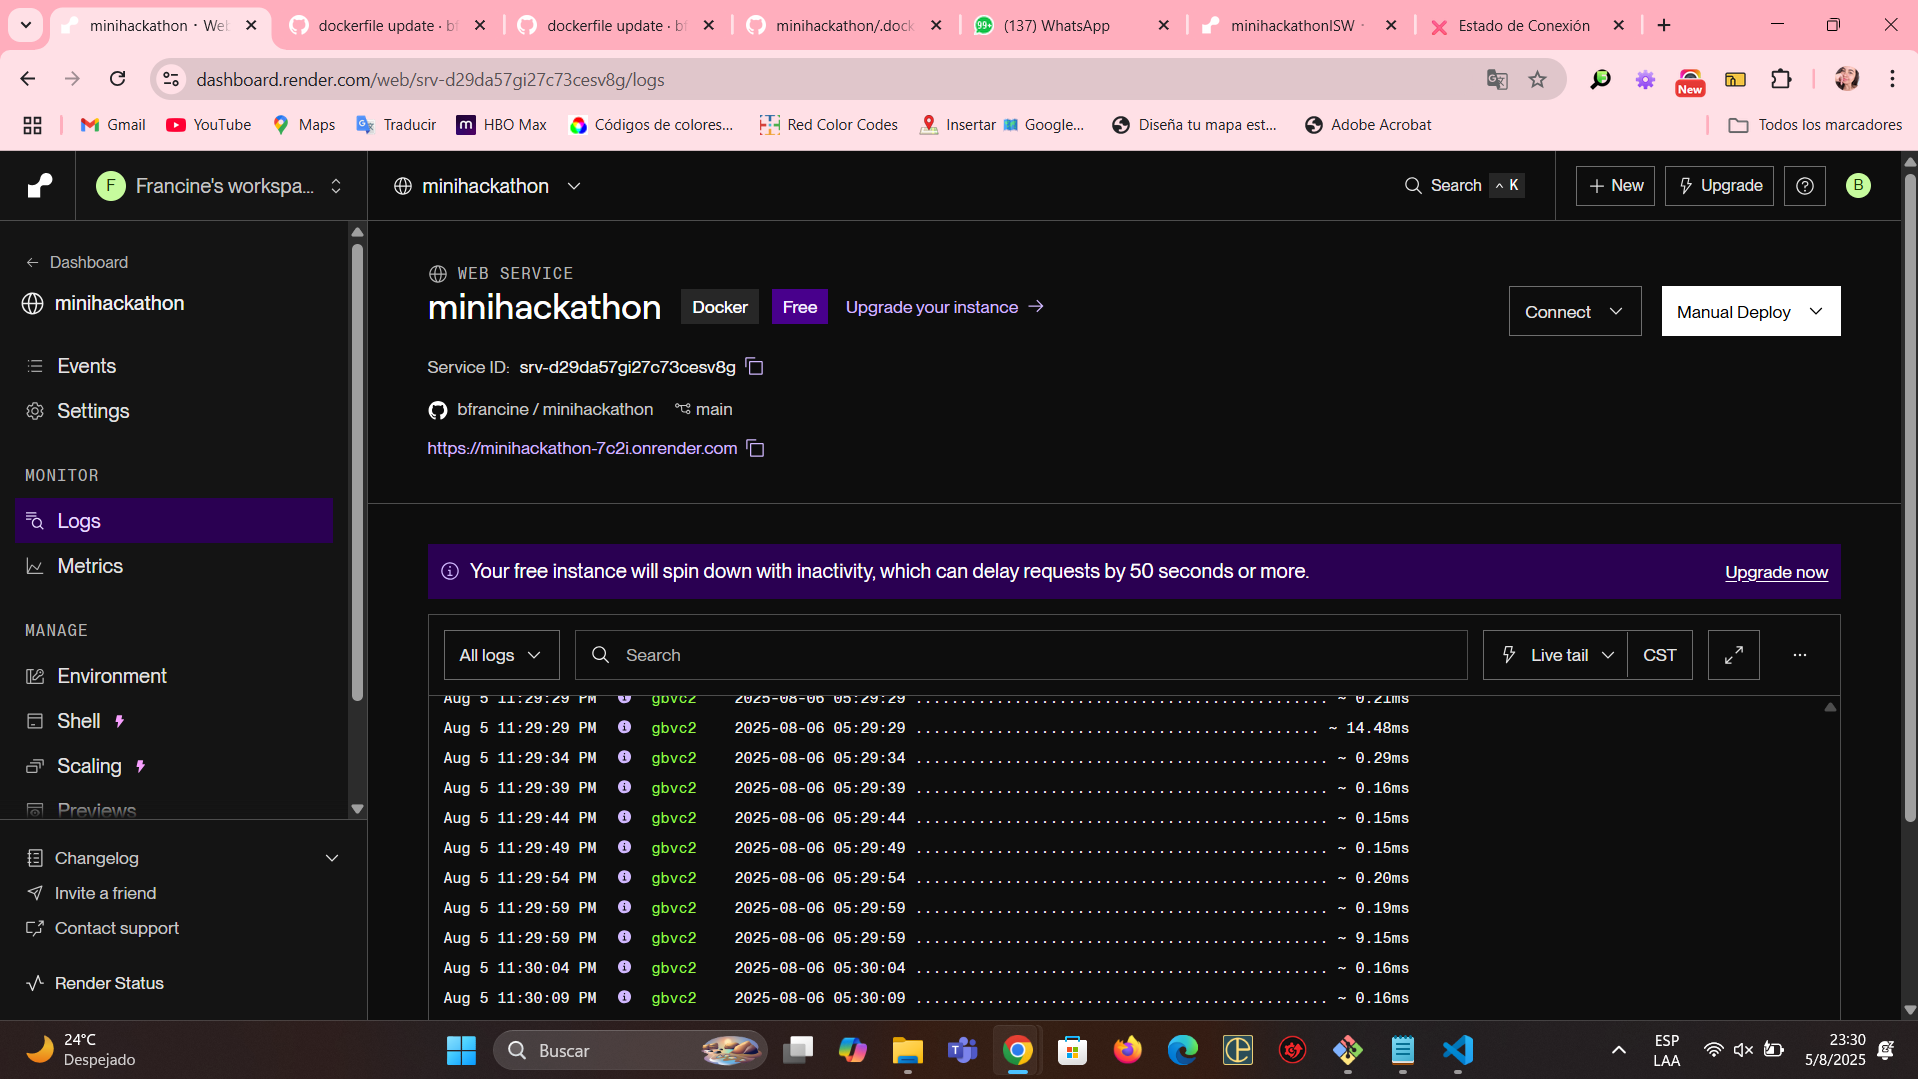 minihackathon · We
dockerfile update · bf
dockerfile update · bf
minihackathon/.dock
(137) WhatsApp
minihackathonISW ·
Estado de Conexión
dashboard.render.com/web/srv-d29da57gi27c73cesv8g/logs
New
Gmail
YouTube
Maps
Traducir
HBO Max
Códigos de colores...
Red Color Codes
Insertar Google...
Diseña tu mapa est...
Adobe Acrobat
Todos los marcadores
F
Francine's workspa...
minihackathon
Search ^ K
+ New
Upgrade
B
← Dashboard
minihackathon
Events
Settings
MONITOR
Logs
Metrics
MANAGE
Environment
Shell
Scaling
Previews
Changelog
Invite a friend
Contact support
Render Status
WEB SERVICE
minihackathon
Docker
Free
Upgrade your instance →
Connect
Manual Deploy
Service ID: srv-d29da57gi27c73cesv8g
bfrancine / minihackathon main
https://minihackathon-7c2i.onrender.com
Your free instance will spin down with inactivity, which can delay requests by 50 seconds or more.
Upgrade now
All logs
Search
Live tail
CST
...
Aug 5 11:29:29 PM gbvc2 2025-08-06 05:29:29 .............................................. ~ 0.21ms
Aug 5 11:29:29 PM gbvc2 2025-08-06 05:29:29 ............................................. ~ 14.48ms
Aug 5 11:29:34 PM gbvc2 2025-08-06 05:29:34 .............................................. ~ 0.29ms
Aug 5 11:29:39 PM gbvc2 2025-08-06 05:29:39 .............................................. ~ 0.16ms
Aug 5 11:29:44 PM gbvc2 2025-08-06 05:29:44 .............................................. ~ 0.15ms
Aug 5 11:29:49 PM gbvc2 2025-08-06 05:29:49 .............................................. ~ 0.15ms
Aug 5 11:29:54 PM gbvc2 2025-08-06 05:29:54 .............................................. ~ 0.20ms
Aug 5 11:29:59 PM gbvc2 2025-08-06 05:29:59 .............................................. ~ 0.19ms
Aug 5 11:29:59 PM gbvc2 2025-08-06 05:29:59 .............................................. ~ 9.15ms
Aug 5 11:30:04 PM gbvc2 2025-08-06 05:30:04 .............................................. ~ 0.16ms
Aug 5 11:30:09 PM gbvc2 2025-08-06 05:30:09 .............................................. ~ 0.16ms
24°C
Despejado
Buscar
ESP
LAA
23:30
5/8/2025